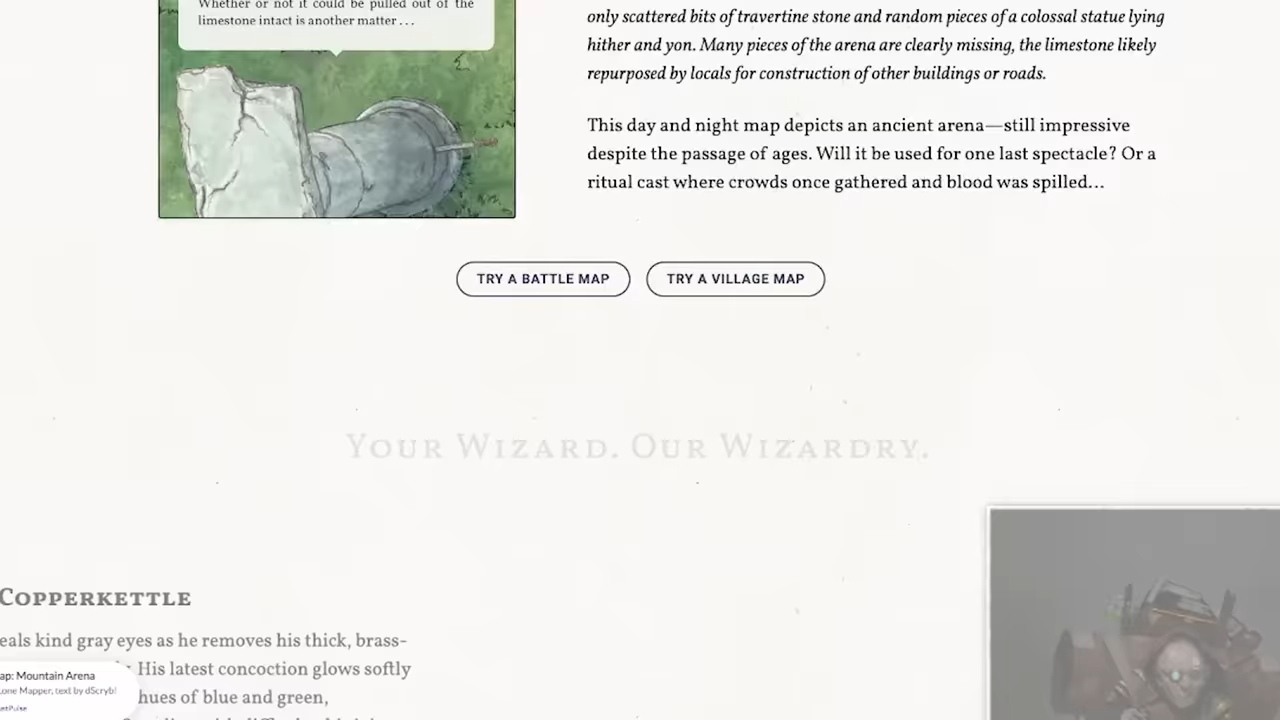 Whether or not it could be pulled out of the
limestone intact is another matter . . .
only scattered bits of travertine stone and random pieces of a colossal statue lying
hither and yon. Many pieces of the arena are clearly missing, the limestone likely
repurposed by locals for construction of other buildings or roads.
This day and night map depicts an ancient arena—still impressive
despite the passage of ages. Will it be used for one last spectacle? Or a
ritual cast where crowds once gathered and blood was spilled…
TRY A BATTLE MAP
TRY A VILLAGE MAP
Your Wizard. Our Wizardry.
Copperkettle
eals kind gray eyes as he removes his thick, brass-
His latest concoction glows softly
hues of blue and green,
ap: Mountain Arena
one Mapper, text by dScryb!